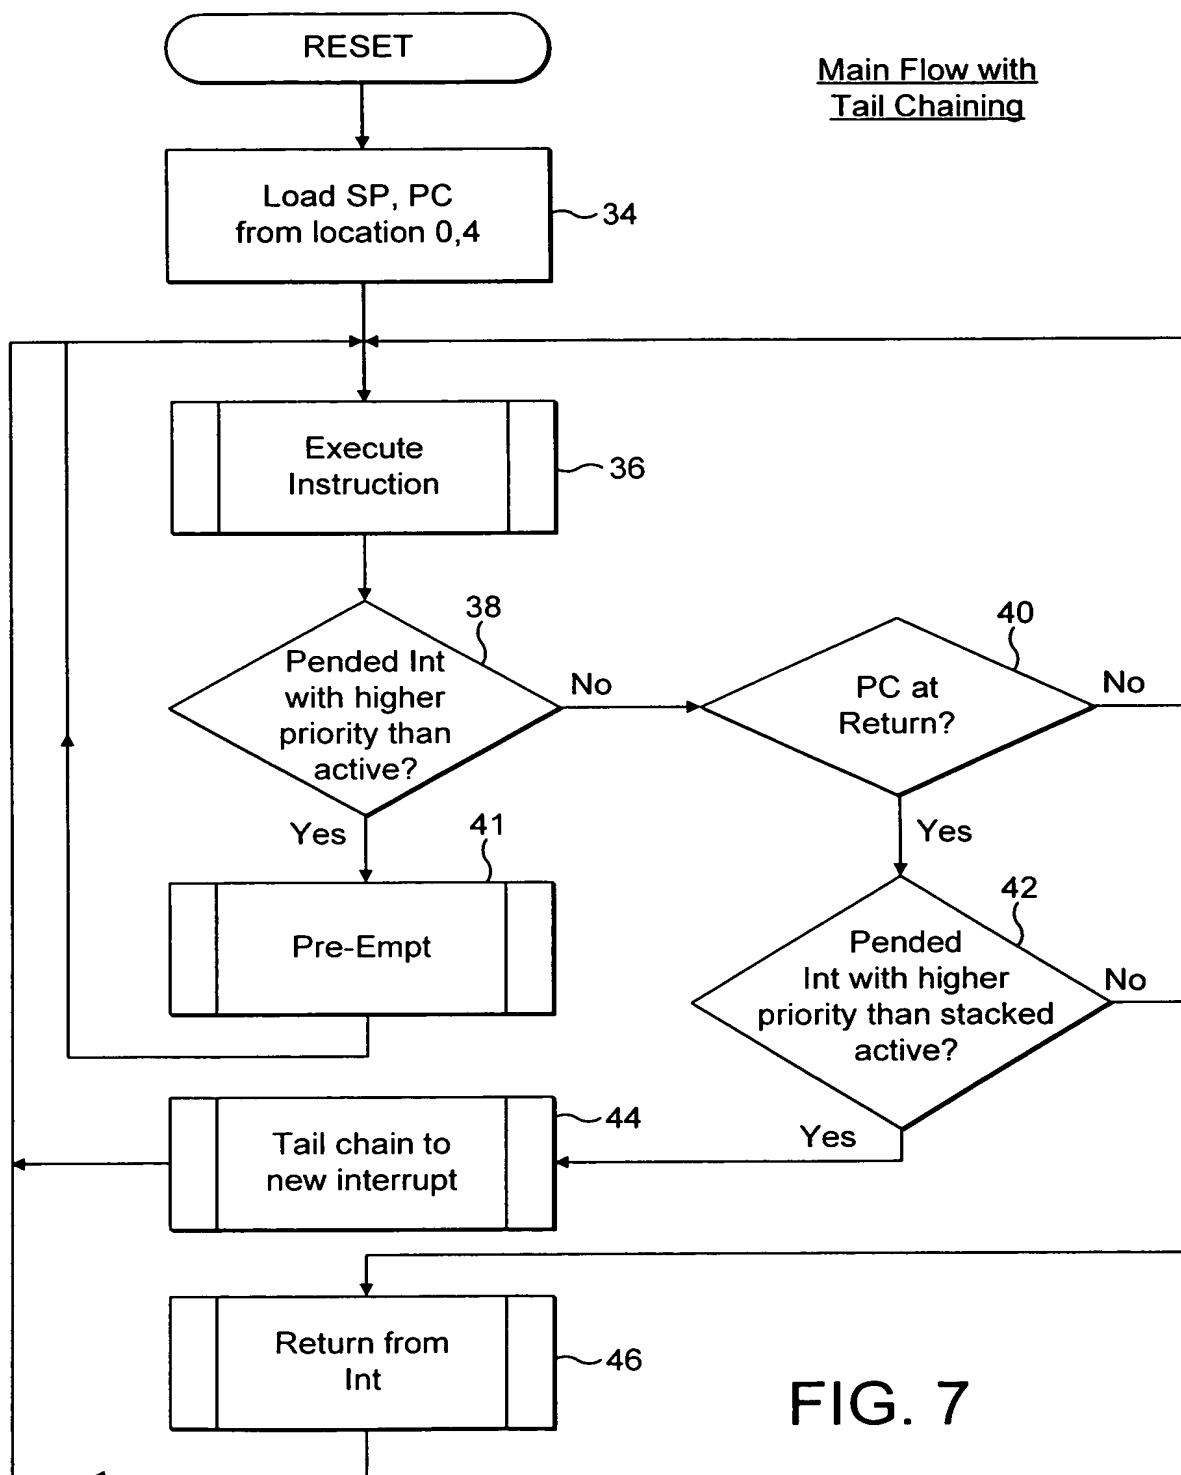 RESET
Main Flow with
Tail Chaining
Load SP, PC
from location 0,4
34
Execute
Instruction
36
38
Pended Int
with higher
priority than
active?
No
Yes
40
PC at
Return?
No
Yes
41
Pre-Empt
42
Pended
Int with higher
priority than stacked
active?
No
Yes
44
Tail chain to
new interrupt
Return from
Int
46
FIG. 7